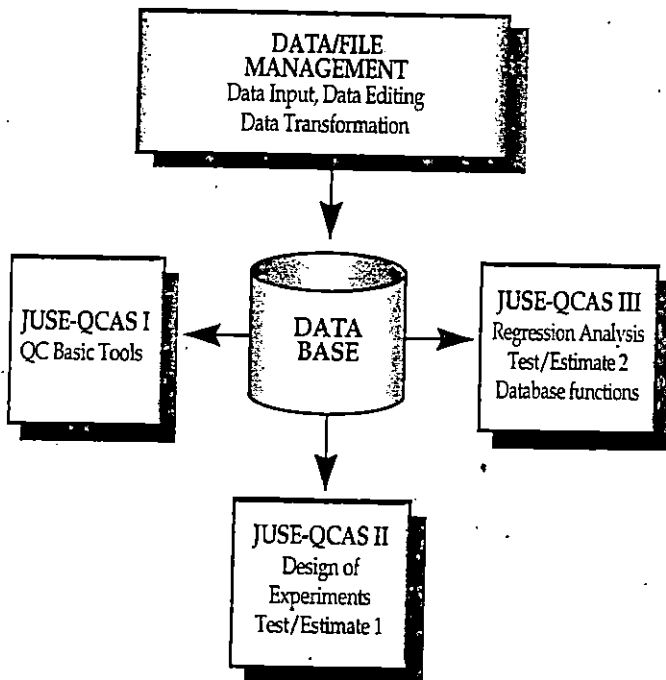 DATA/FILE
MANAGEMENT
Data Input, Data Editing
Data Transformation
JUSE-QCAS I
QC Basic Tools
DATA
BASE
JUSE-QCAS III
Regression Analysis
Test/Estimate 2
Database functions
JUSE-QCAS II
Design of
Experiments
Test/Estimate 1